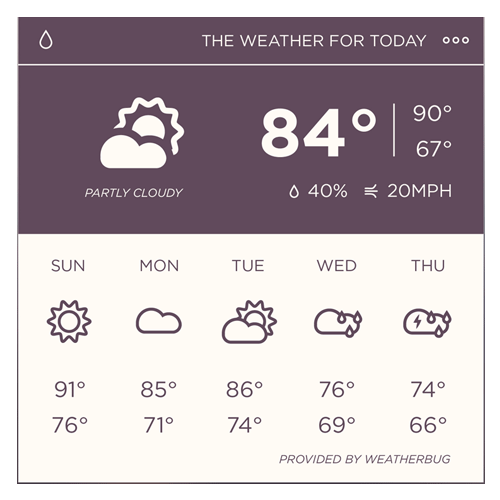 THE WEATHER FOR TODAY
84° 90°
67°
PARTLY CLOUDY 40% 20MPH
SUN MON TUE WED THU
91° 85° 86° 76° 74°
76° 71° 74° 69° 66°
PROVIDED BY WEATHERBUG